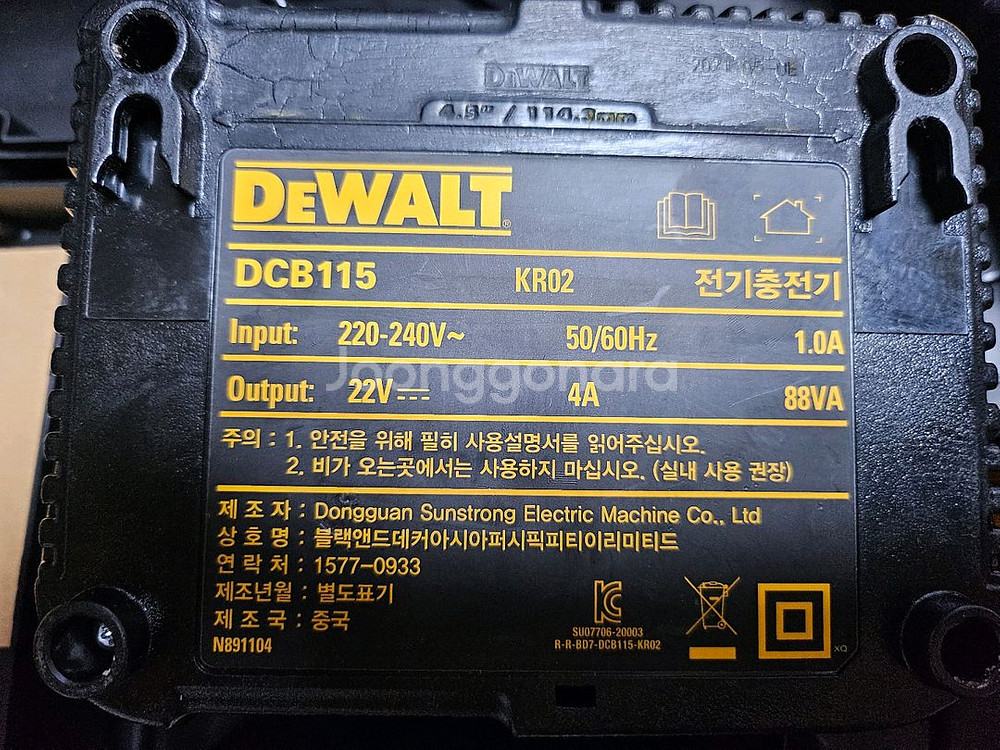 DEWALT
4.5" / 114.3mm
DEWALT®
DCB115 KR02 전기충전기
Input: 220-240V~ 50/60Hz 1.0A
Output: 22V⎓ 4A 88VA
주의 : 1. 안전을 위해 필히 사용설명서를 읽어주십시오.
2. 비가 오는곳에서는 사용하지 마십시오. (실내 사용 권장)
제 조 자 : Dongguan Sunstrong Electric Machine Co., Ltd
상 호 명 : 블랙앤드데커아시아퍼시픽피티이리미티드
연 락 처 : 1577-0933
제조년월 : 별도표기
제 조 국 : 중국
N891104
SU07706-20003
R-R-BD7-DCB115-KR02
XQ
Joonggonara